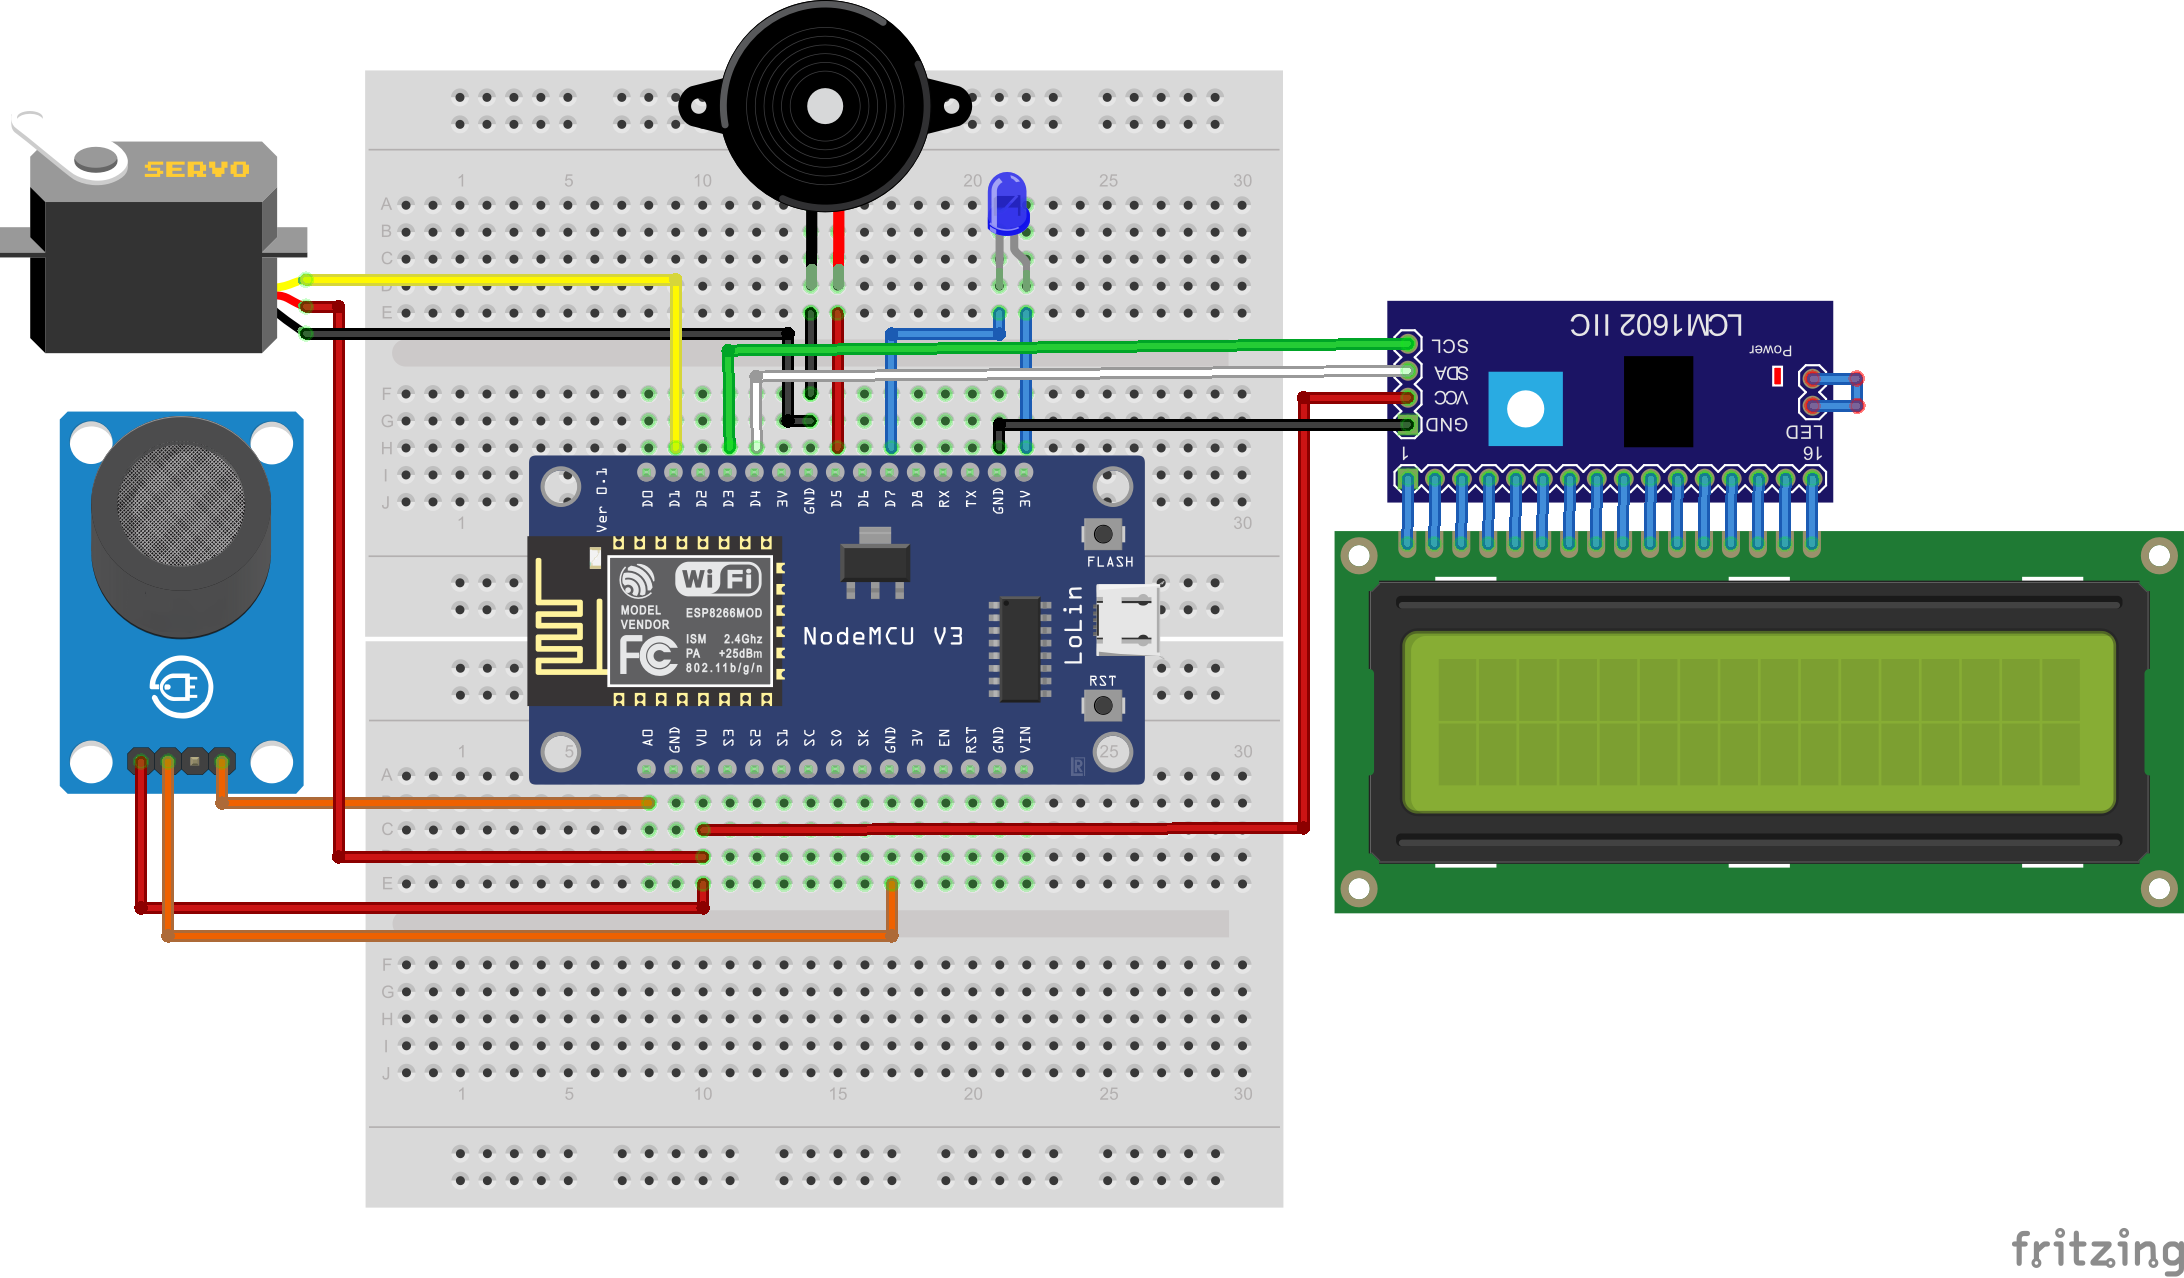 SERVO
1 5 10 20 25 30
A
B
C
D
E
F
G
H
I
J
1 30
LCM1602 IIC
SCL
SDA
VCC
GND
Power
LED
1 16
Ver 0.1
D0 D1 D2 D3 D4 3V GND D5 D6 D7 D8 RX TX GND 3V
FLASH
WiFi
MODEL ESP8266MOD
VENDOR
ISM 2.4Ghz
PA +25dBm
802.11b/g/n
FC
NodeMCU V3
LoLin
RST
A0 GND VU S3 S2 S1 SC S0 SK GND 3V EN RST GND VIN
R
1 5 25 30
A
C
E
F
G
H
I
J
1 5 10 15 20 25 30
fritzing